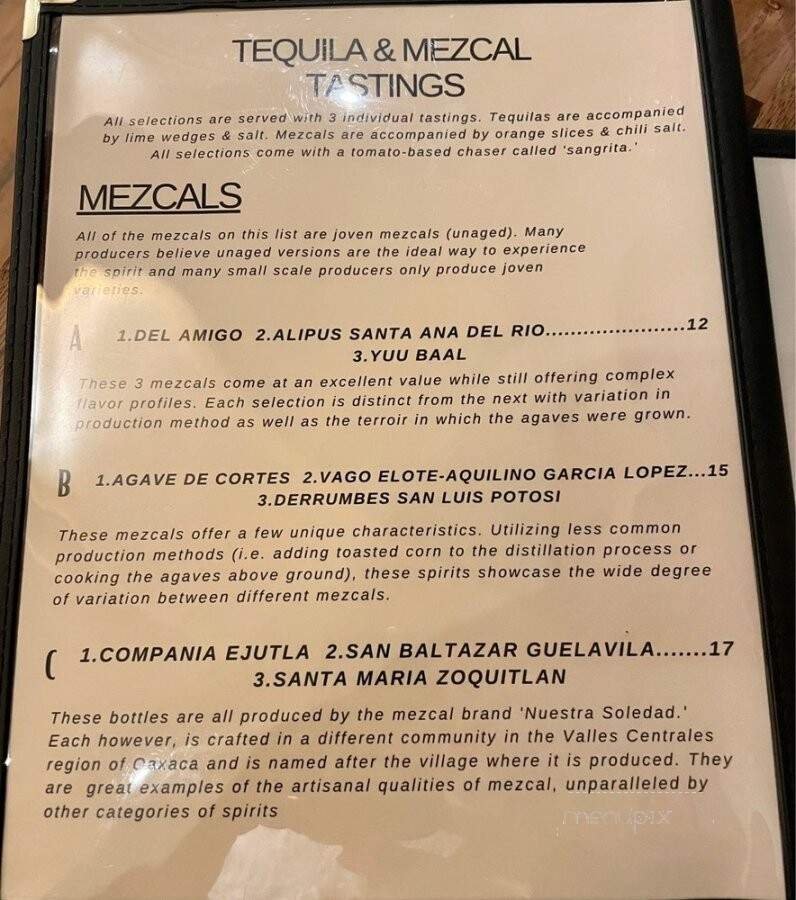 TEQUILA & MEZCAL
TASTINGS
All selections are served with 3 individual tastings. Tequilas are accompanied
by lime wedges & salt. Mezcals are accompanied by orange slices & chili salt.
All selections come with a tomato-based chaser called 'sangrita.'
MEZCALS
All of the mezcals on this list are joven mezcals (unaged). Many
producers believe unaged versions are the ideal way to experience
the spirit and many small scale producers only produce joven
varieties.
A 1.DEL AMIGO 2.ALIPUS SANTA ANA DEL RIO......................12
3.YUU BAAL
These 3 mezcals come at an excellent value while still offering complex
flavor profiles. Each selection is distinct from the next with variation in
production method as well as the terroir in which the agaves were grown.
B 1.AGAVE DE CORTES 2.VAGO ELOTE-AQUILINO GARCIA LOPEZ...15
3.DERRUMBES SAN LUIS POTOSI
These mezcals offer a few unique characteristics. Utilizing less common
production methods (i.e. adding toasted corn to the distillation process or
cooking the agaves above ground), these spirits showcase the wide degree
of variation between different mezcals.
C 1.COMPANIA EJUTLA 2.SAN BALTAZAR GUELAVILA.......17
3.SANTA MARIA ZOQUITLAN
These bottles are all produced by the mezcal brand 'Nuestra Soledad.'
Each however, is crafted in a different community in the Valles Centrales
region of Oaxaca and is named after the village where it is produced. They
are great examples of the artisanal qualities of mezcal, unparalleled by
other categories of spirits
menupix